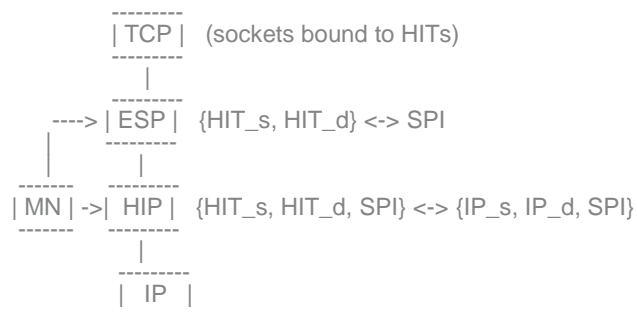 ---------
| TCP | (sockets bound to HITs)
---------
|
---------
----> | ESP | {HIT_s, HIT_d} <-> SPI
| ---------
| |
------- ---------
| MN | ->| HIP | {HIT_s, HIT_d, SPI} <-> {IP_s, IP_d, SPI}
------- ---------
|
---------
| IP |